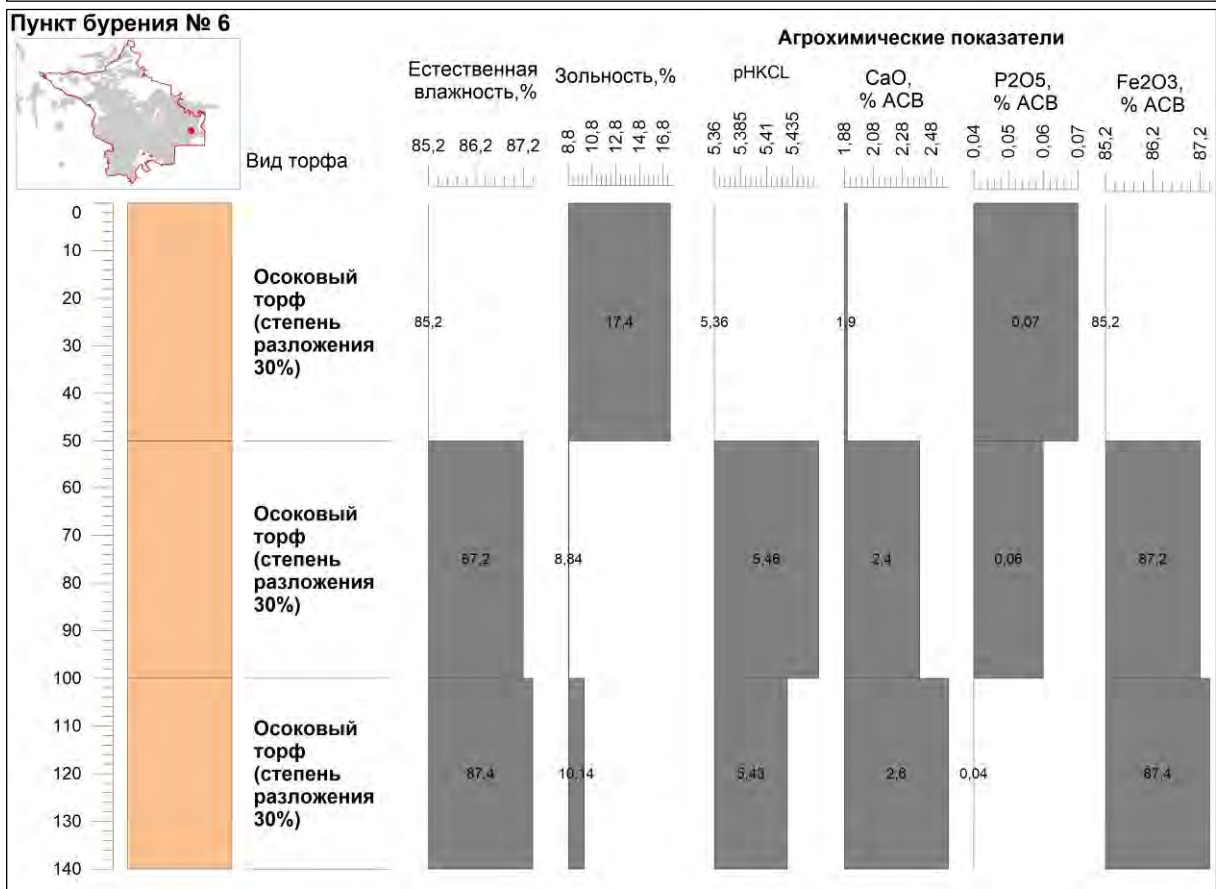 Пункт бурения № 6
Агрохимические показатели
Естественная
влажность,%
Зольность,%
pHKCL
CaO,
% АСВ
P2O5,
% АСВ
Fe2O3,
% АСВ
Вид торфа
85,2 86,2 87,2
8,8 10,8 12,8 14,8 16,8
5,36 5,385 5,41 5,435
1,88 2,08 2,28 2,48
0,04 0,05 0,06 0,07
85,2 86,2 87,2
0
10
20
30
40
50
60
70
80
90
100
110
120
130
140
Осоковый
торф
(степень
разложения
30%)
85,2 17,4 5,36 1,9 0,07 85,2
Осоковый
торф
(степень
разложения
30%)
87,2 8,84 5,46 2,4 0,06 87,2
Осоковый
торф
(степень
разложения
30%)
87,4 10,14 5,43 2,6 0,04 87,4